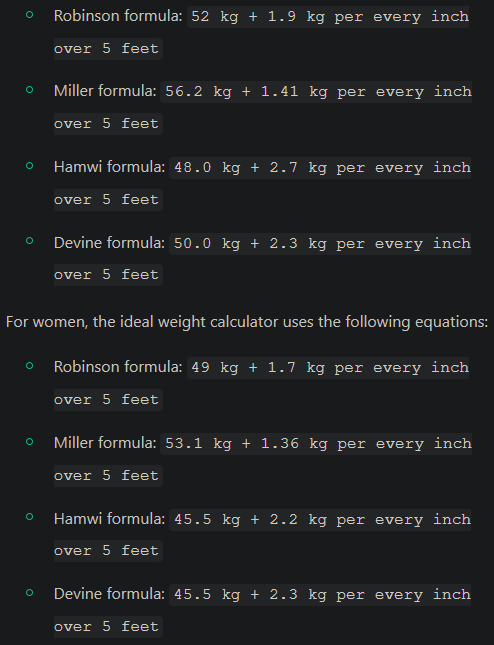 Robinson formula: 52 kg + 1.9 kg per every inch
over 5 feet
Miller formula: 56.2 kg + 1.41 kg per every inch
over 5 feet
Hamwi formula: 48.0 kg + 2.7 kg per every inch
over 5 feet
Devine formula: 50.0 kg + 2.3 kg per every inch
over 5 feet
For women, the ideal weight calculator uses the following equations:
Robinson formula: 49 kg + 1.7 kg per every inch
over 5 feet
Miller formula: 53.1 kg + 1.36 kg per every inch
over 5 feet
Hamwi formula: 45.5 kg + 2.2 kg per every inch
over 5 feet
Devine formula: 45.5 kg + 2.3 kg per every inch
over 5 feet